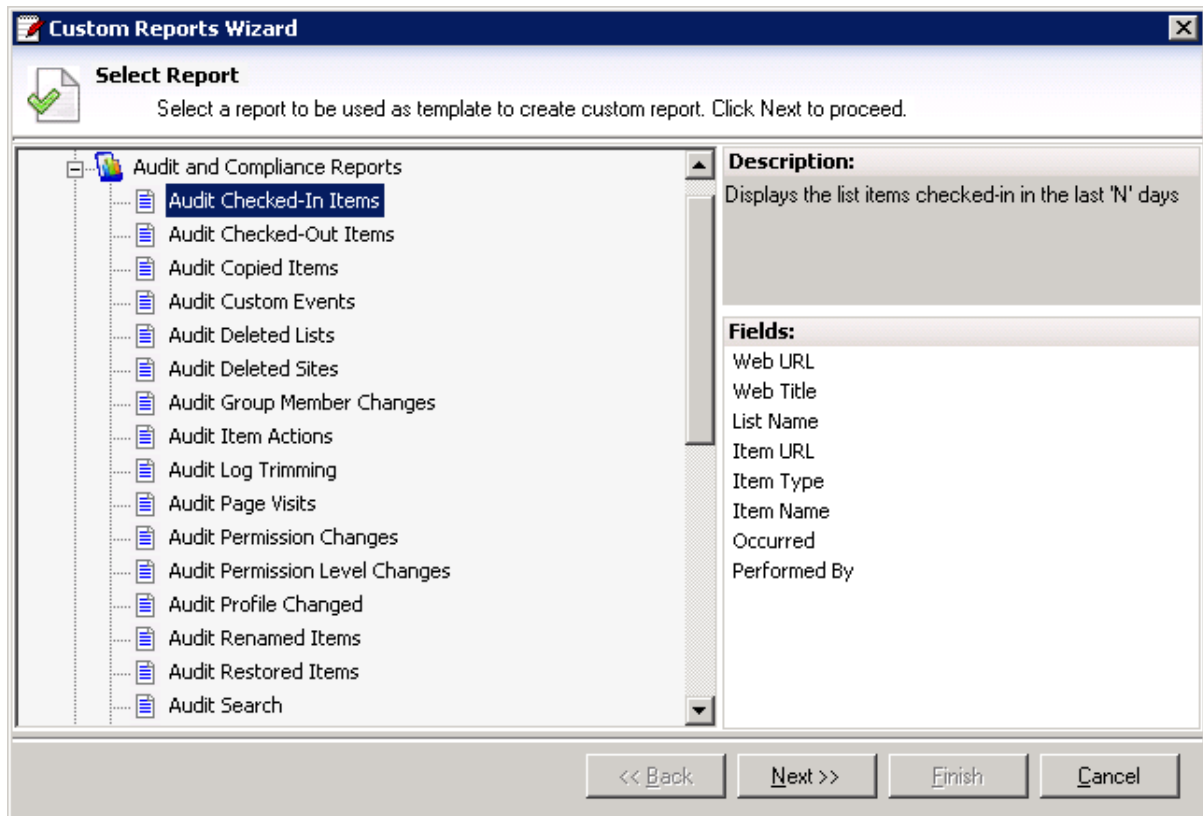 Custom Reports Wizard
Select Report
Select a report to be used as template to create custom report. Click Next to proceed.
Audit and Compliance Reports
Audit Checked-In Items
Audit Checked-Out Items
Audit Copied Items
Audit Custom Events
Audit Deleted Lists
Audit Deleted Sites
Audit Group Member Changes
Audit Item Actions
Audit Log Trimming
Audit Page Visits
Audit Permission Changes
Audit Permission Level Changes
Audit Profile Changed
Audit Renamed Items
Audit Restored Items
Audit Search
Description:
Displays the list items checked-in in the last 'N' days
Fields:
Web URL
Web Title
List Name
Item URL
Item Type
Item Name
Occurred
Performed By
<< Back
Next >>
Finish
Cancel